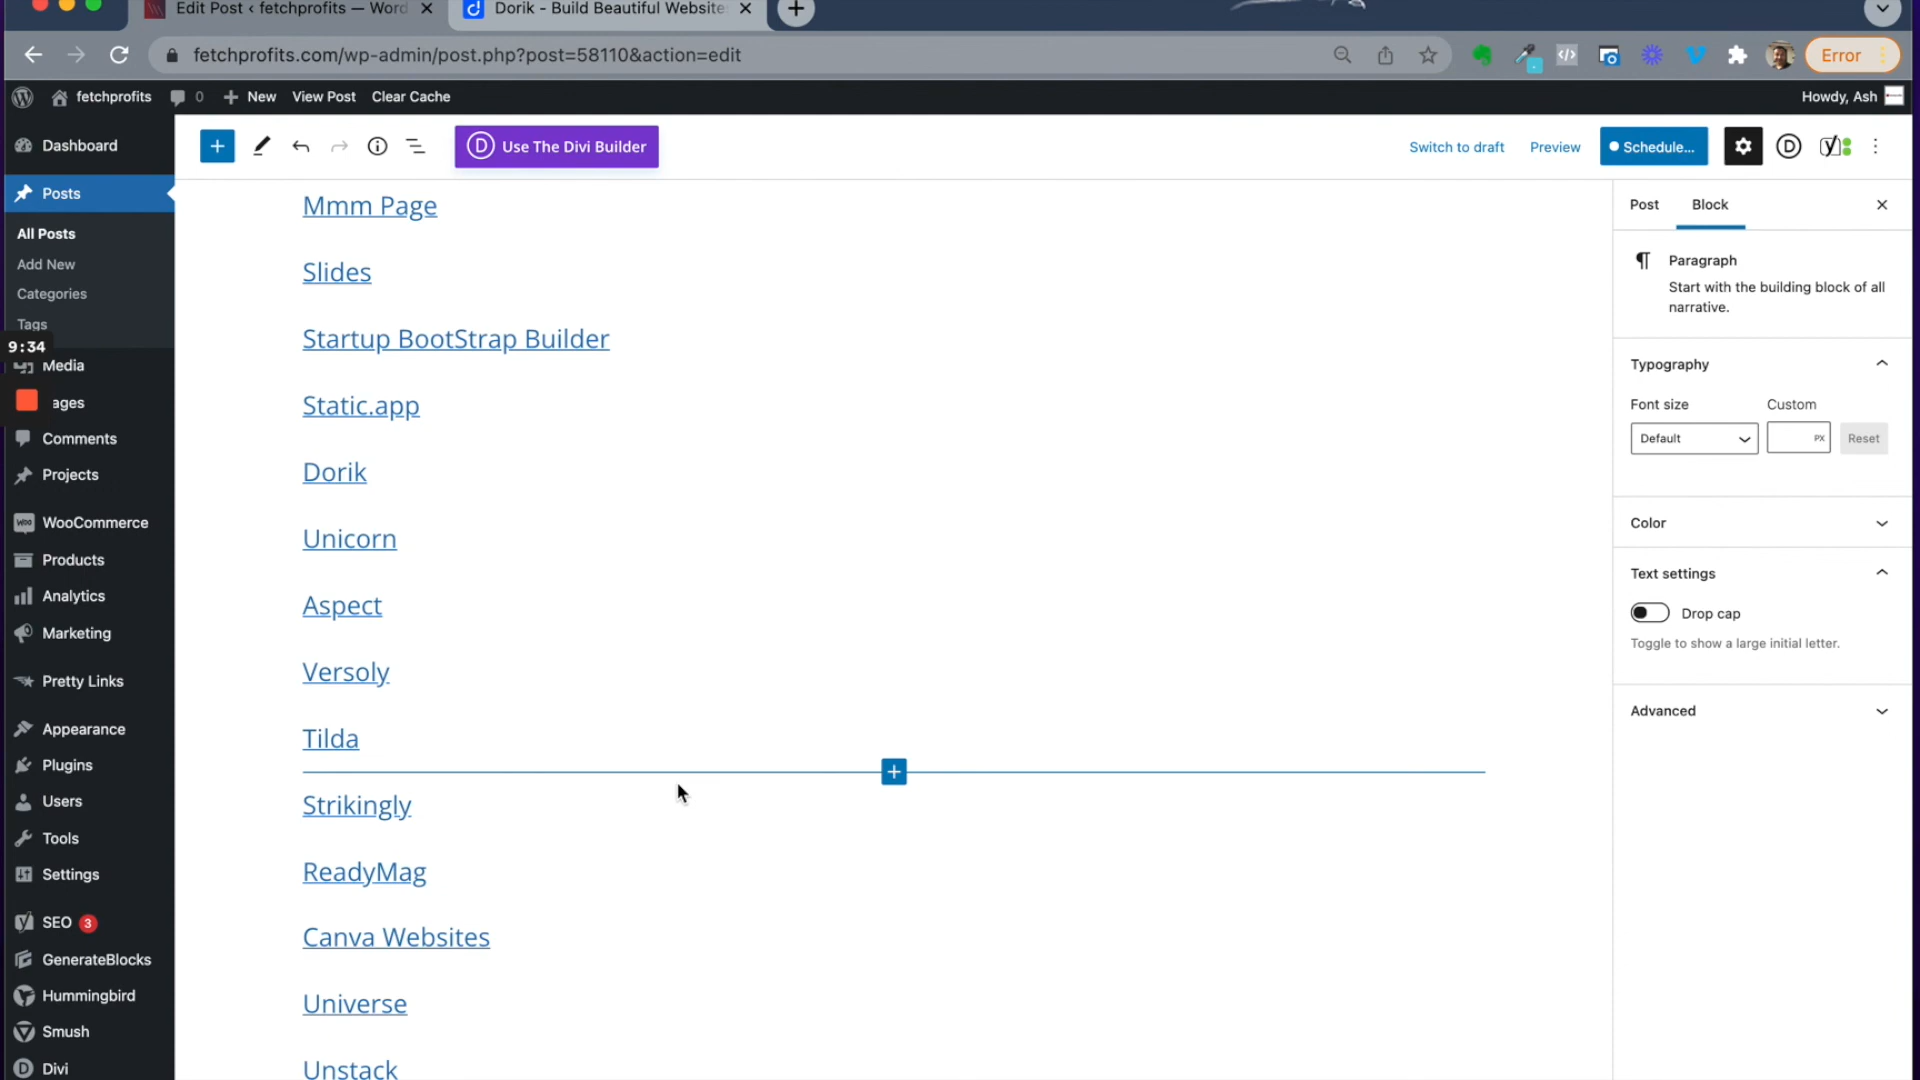 Edit Post ‹ fetchprofits — Word
Dorik - Build Beautiful Website
fetchprofits.com/wp-admin/post.php?post=58110&action=edit
Error
fetchprofits
0
New
View Post
Clear Cache
Howdy, Ash
Dashboard
Posts
All Posts
Add New
Categories
Tags
9:34
Media
ages
Comments
Projects
WooCommerce
Products
Analytics
Marketing
Pretty Links
Appearance
Plugins
Users
Tools
Settings
SEO 3
GenerateBlocks
Hummingbird
Smush
Divi
Use The Divi Builder
Switch to draft
Preview
Schedule...
Mmm Page
Slides
Startup BootStrap Builder
Static.app
Dorik
Unicorn
Aspect
Versoly
Tilda
Strikingly
ReadyMag
Canva Websites
Universe
Unstack
Post
Block
Paragraph
Start with the building block of all
narrative.
Typography
Font size
Custom
Default
PX
Reset
Color
Text settings
Drop cap
Toggle to show a large initial letter.
Advanced